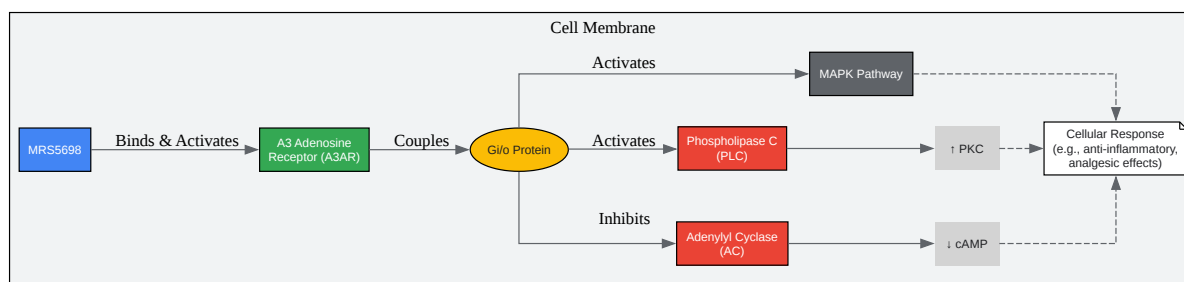 Cell Membrane
Activates
MAPK Pathway
MRS5698
Binds & Activates
A3 Adenosine
Receptor (A3AR)
Couples
Gi/o Protein
Activates
Phospholipase C
(PLC)
↑ PKC
Cellular Response
(e.g., anti-inflammatory,
analgesic effects)
Inhibits
Adenylyl Cyclase
(AC)
↓ cAMP